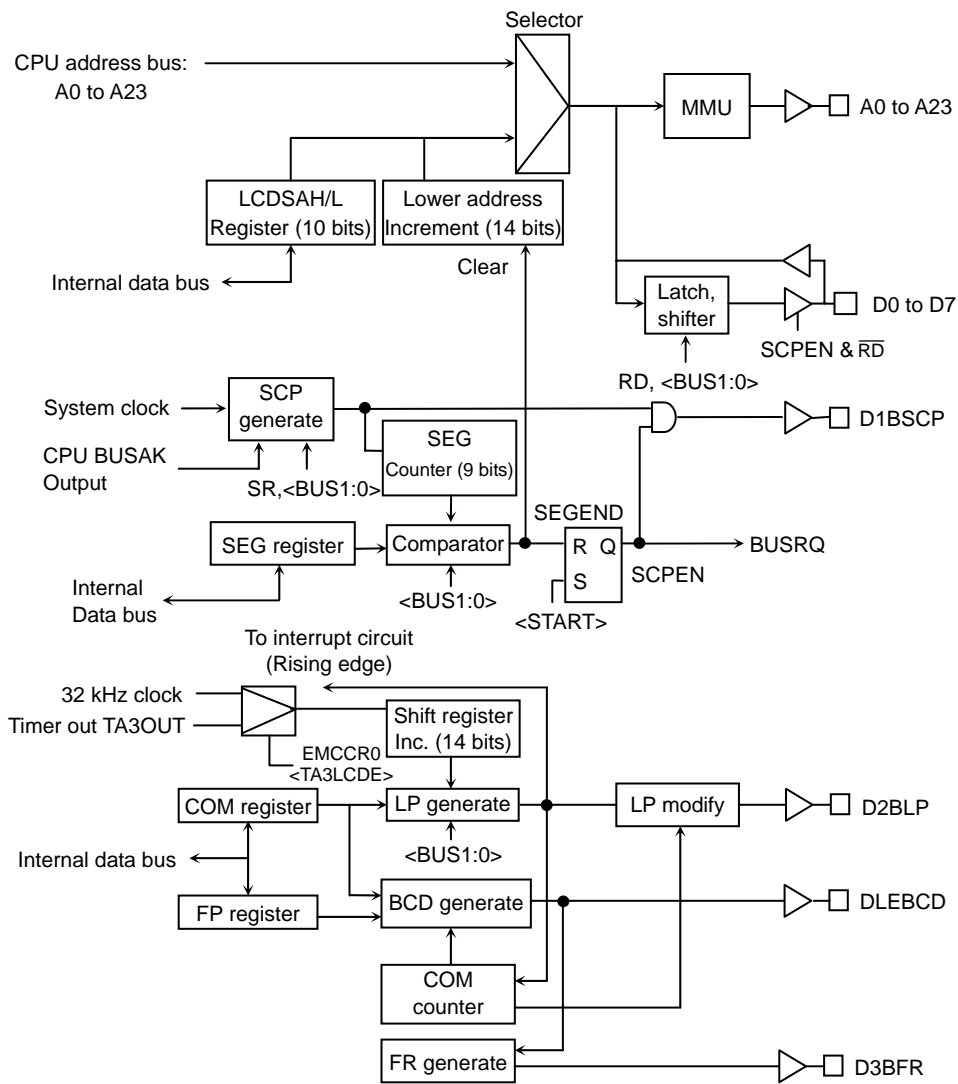 Selector
CPU address bus:
A0 to A23
MMU
A0 to A23
LCDSAH/L
Register (10 bits)
Lower address
Increment (14 bits)
Internal data bus
Clear
Latch,
shifter
D0 to D7
SCPEN & RD
RD, <BUS1:0>
System clock
SCP
generate
D1BSCP
CPU BUSAK
Output
SR,<BUS1:0>
SEG
Counter (9 bits)
SEGEND
SEG register
Comparator
R Q
S
BUSRQ
SCPEN
Internal
Data bus
<BUS1:0>
<START>
To interrupt circuit
(Rising edge)
32 kHz clock
Timer out TA3OUT
Shift register
Inc. (14 bits)
EMCCR0
<TA3LCDE>
COM register
LP generate
LP modify
D2BLP
Internal data bus
<BUS1:0>
FP register
BCD generate
DLEBCD
COM
counter
FR generate
D3BFR